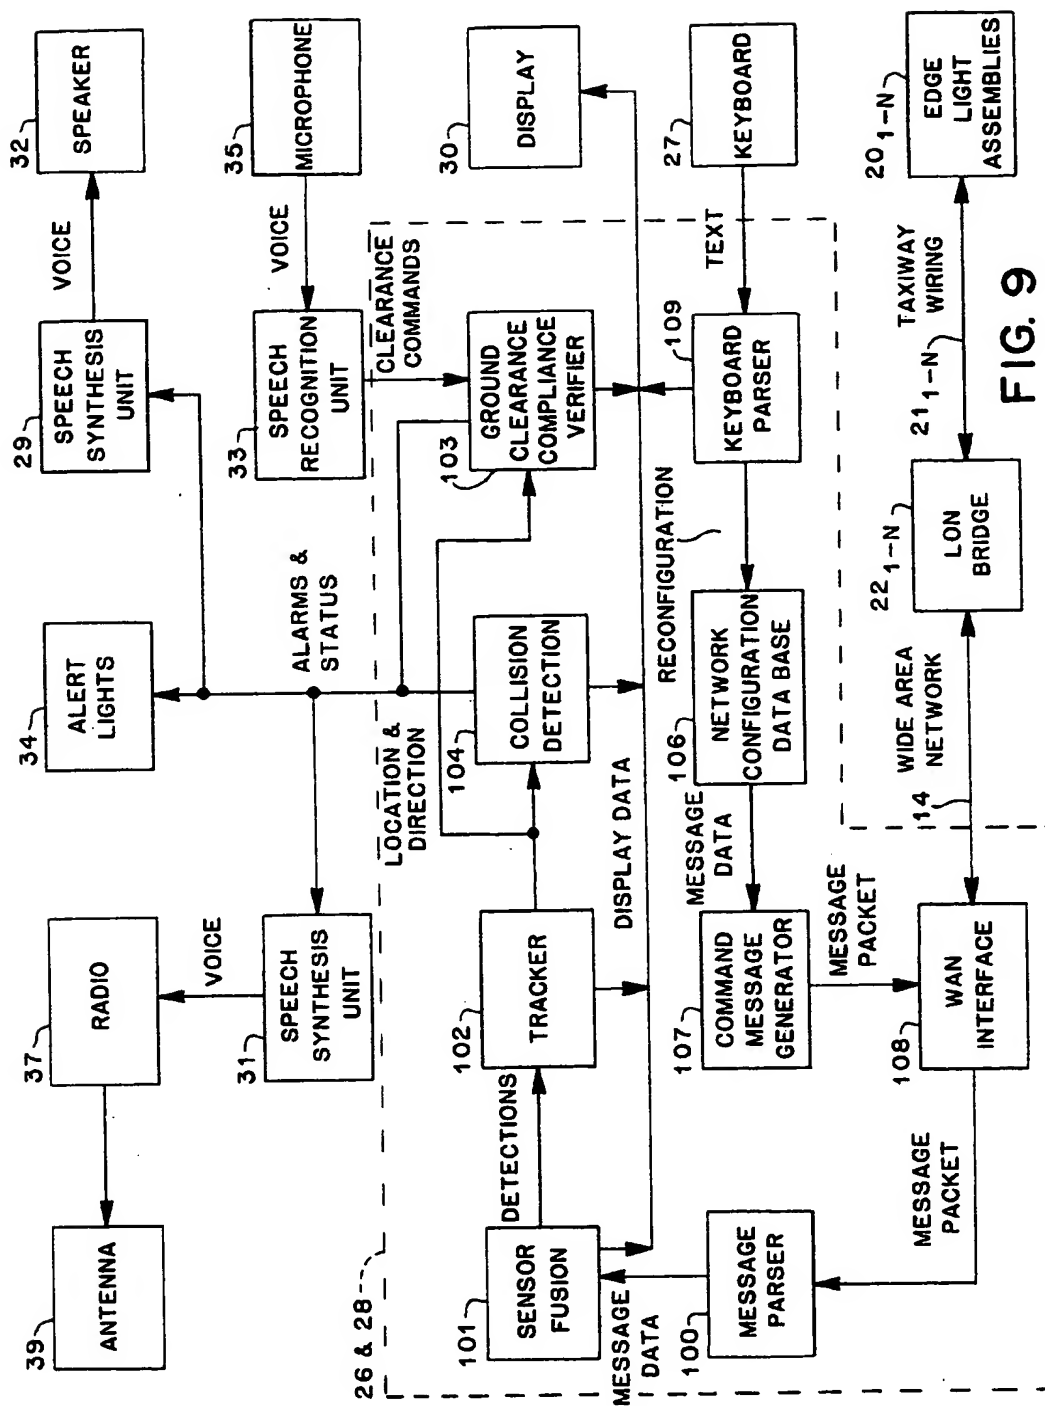 39
ANTENNA
37
RADIO
34
ALERT
LIGHTS
29
SPEECH
SYNTHESIS
UNIT
VOICE
32
SPEAKER
VOICE
31
SPEECH
SYNTHESIS
UNIT
ALARMS &
STATUS
33
SPEECH
RECOGNITION
UNIT
VOICE
35
MICROPHONE
26 & 28
LOCATION &
DIRECTION
CLEARANCE
COMMANDS
101
SENSOR
FUSION
DETECTIONS
102
TRACKER
104
COLLISION
DETECTION
103
GROUND
CLEARANCE
COMPLIANCE
VERIFIER
30
DISPLAY
MESSAGE
DATA
DISPLAY DATA
RECONFIGURATION
109
TEXT
27
KEYBOARD
100
MESSAGE
PARSER
107
COMMAND
MESSAGE
GENERATOR
MESSAGE
DATA
106
NETWORK
CONFIGURATION
DATA BASE
KEYBOARD
PARSER
MESSAGE
PACKET
MESSAGE
PACKET
108
WAN
INTERFACE
14
WIDE AREA
NETWORK
22 1-N
LON
BRIDGE
21 1-N
TAXIWAY
WIRING
20 1-N
EDGE
LIGHT
ASSEMBLIES
FIG. 9